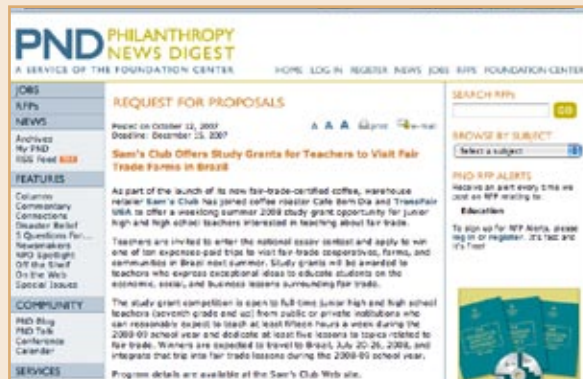 PND PHILANTHROPY
NEWS DIGEST
A SERVICE OF THE FOUNDATION CENTER
HOME LOG IN REGISTER NEWS JOBS RFPS FOUNDATION CENTER
JOBS
RFPs
NEWS
Archives
My PND
RSS Feed
FEATURES
Columns
Commentary
Connections
Disaster Relief
5 Questions for...
Newsmakers
NPO Spotlight
Off the Shelf
On the Web
Special Issues
COMMUNITY
PND Blog
PND Talk
Conference
Calendar
SERVICES
REQUEST FOR PROPOSALS
Posted on October 12, 2007
Deadline: December 15, 2007
A A A print e-mail
Sam's Club Offers Study Grants for Teachers to Visit Fair
Trade Farms in Brazil
As part of the launch of its new fair-trade-certified coffee, warehouse
retailer Sam's Club has joined coffee roaster Cafe Bom Dia and TransFair
USA to offer a weeklong summer 2008 study grant opportunity for junior
high and high school teachers interested in teaching about fair trade.
Teachers are invited to enter the national essay contest and apply to win
one of ten expenses-paid trips to visit fair-trade cooperatives, farms, and
communities in Brazil next summer. Study grants will be awarded to
teachers who express exceptional ideas to educate students on the
economic, social, and business lessons surrounding fair trade.
The study grant competition is open to full-time junior high and high school
teachers (seventh grade and up) from public or private institutions who
can reasonably expect to teach at least fifteen hours a week during the
2008-09 school year and dedicate at least five lessons to topics related to
fair trade. Winners are expected to travel to Brazil, July 20-26, 2008, and
integrate that trip into fair trade lessons during the 2008-09 school year.
Program details are available at the Sam's Club Web site.
SEARCH RFPs
GO
BROWSE BY SUBJECT
Select a subject
PND RFP ALERTS
Receive an alert every time we
post an RFP relating to:
Education
To sign up for RFP Alerts, please
log in or register. It's fast and
it's free!